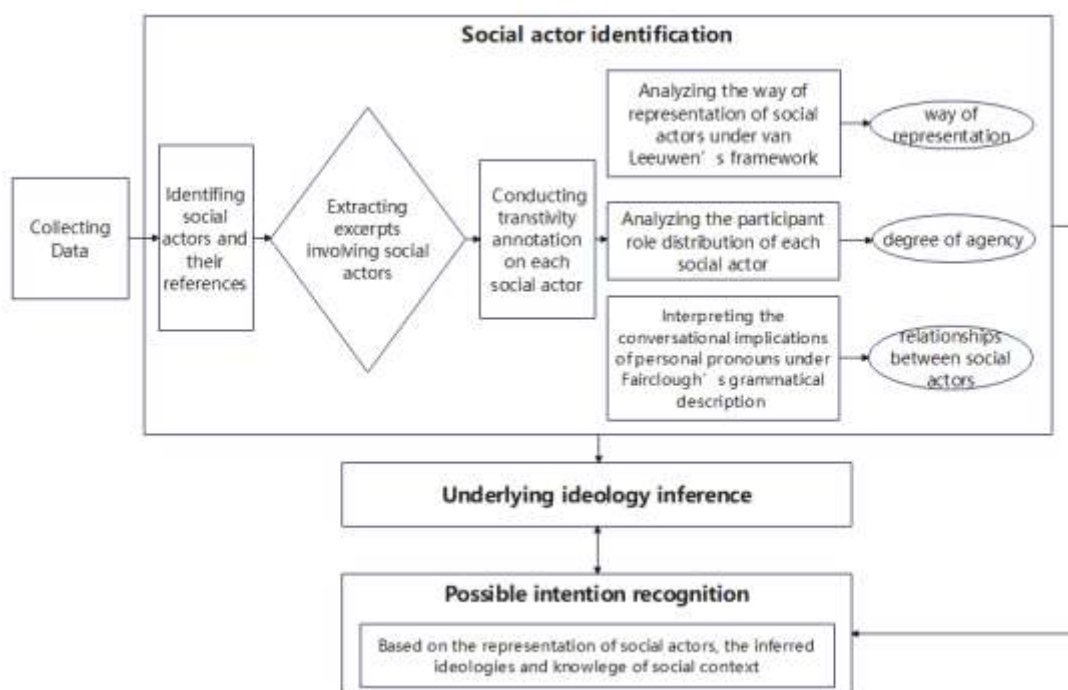 Social actor identification
Collecting
Data
Identifing
social
actors and
their
references
Extracting
excerpts
involving social
actors
Conducting
transtivity
annotation
on each
social actor
Analyzing the way of
representation of social
actors under van
Leeuwen’ s framework
way of
representation
Analyzing the participant
role distribution of each
social actor
degree of agency
Interpreting the
conversational implications
of personal pronouns under
Fairclough’ s grammatical
description
relationships
between social
actors
Underlying ideology inference
Possible intention recognition
Based on the representation of social actors, the inferred
ideologies and knowlege of social context